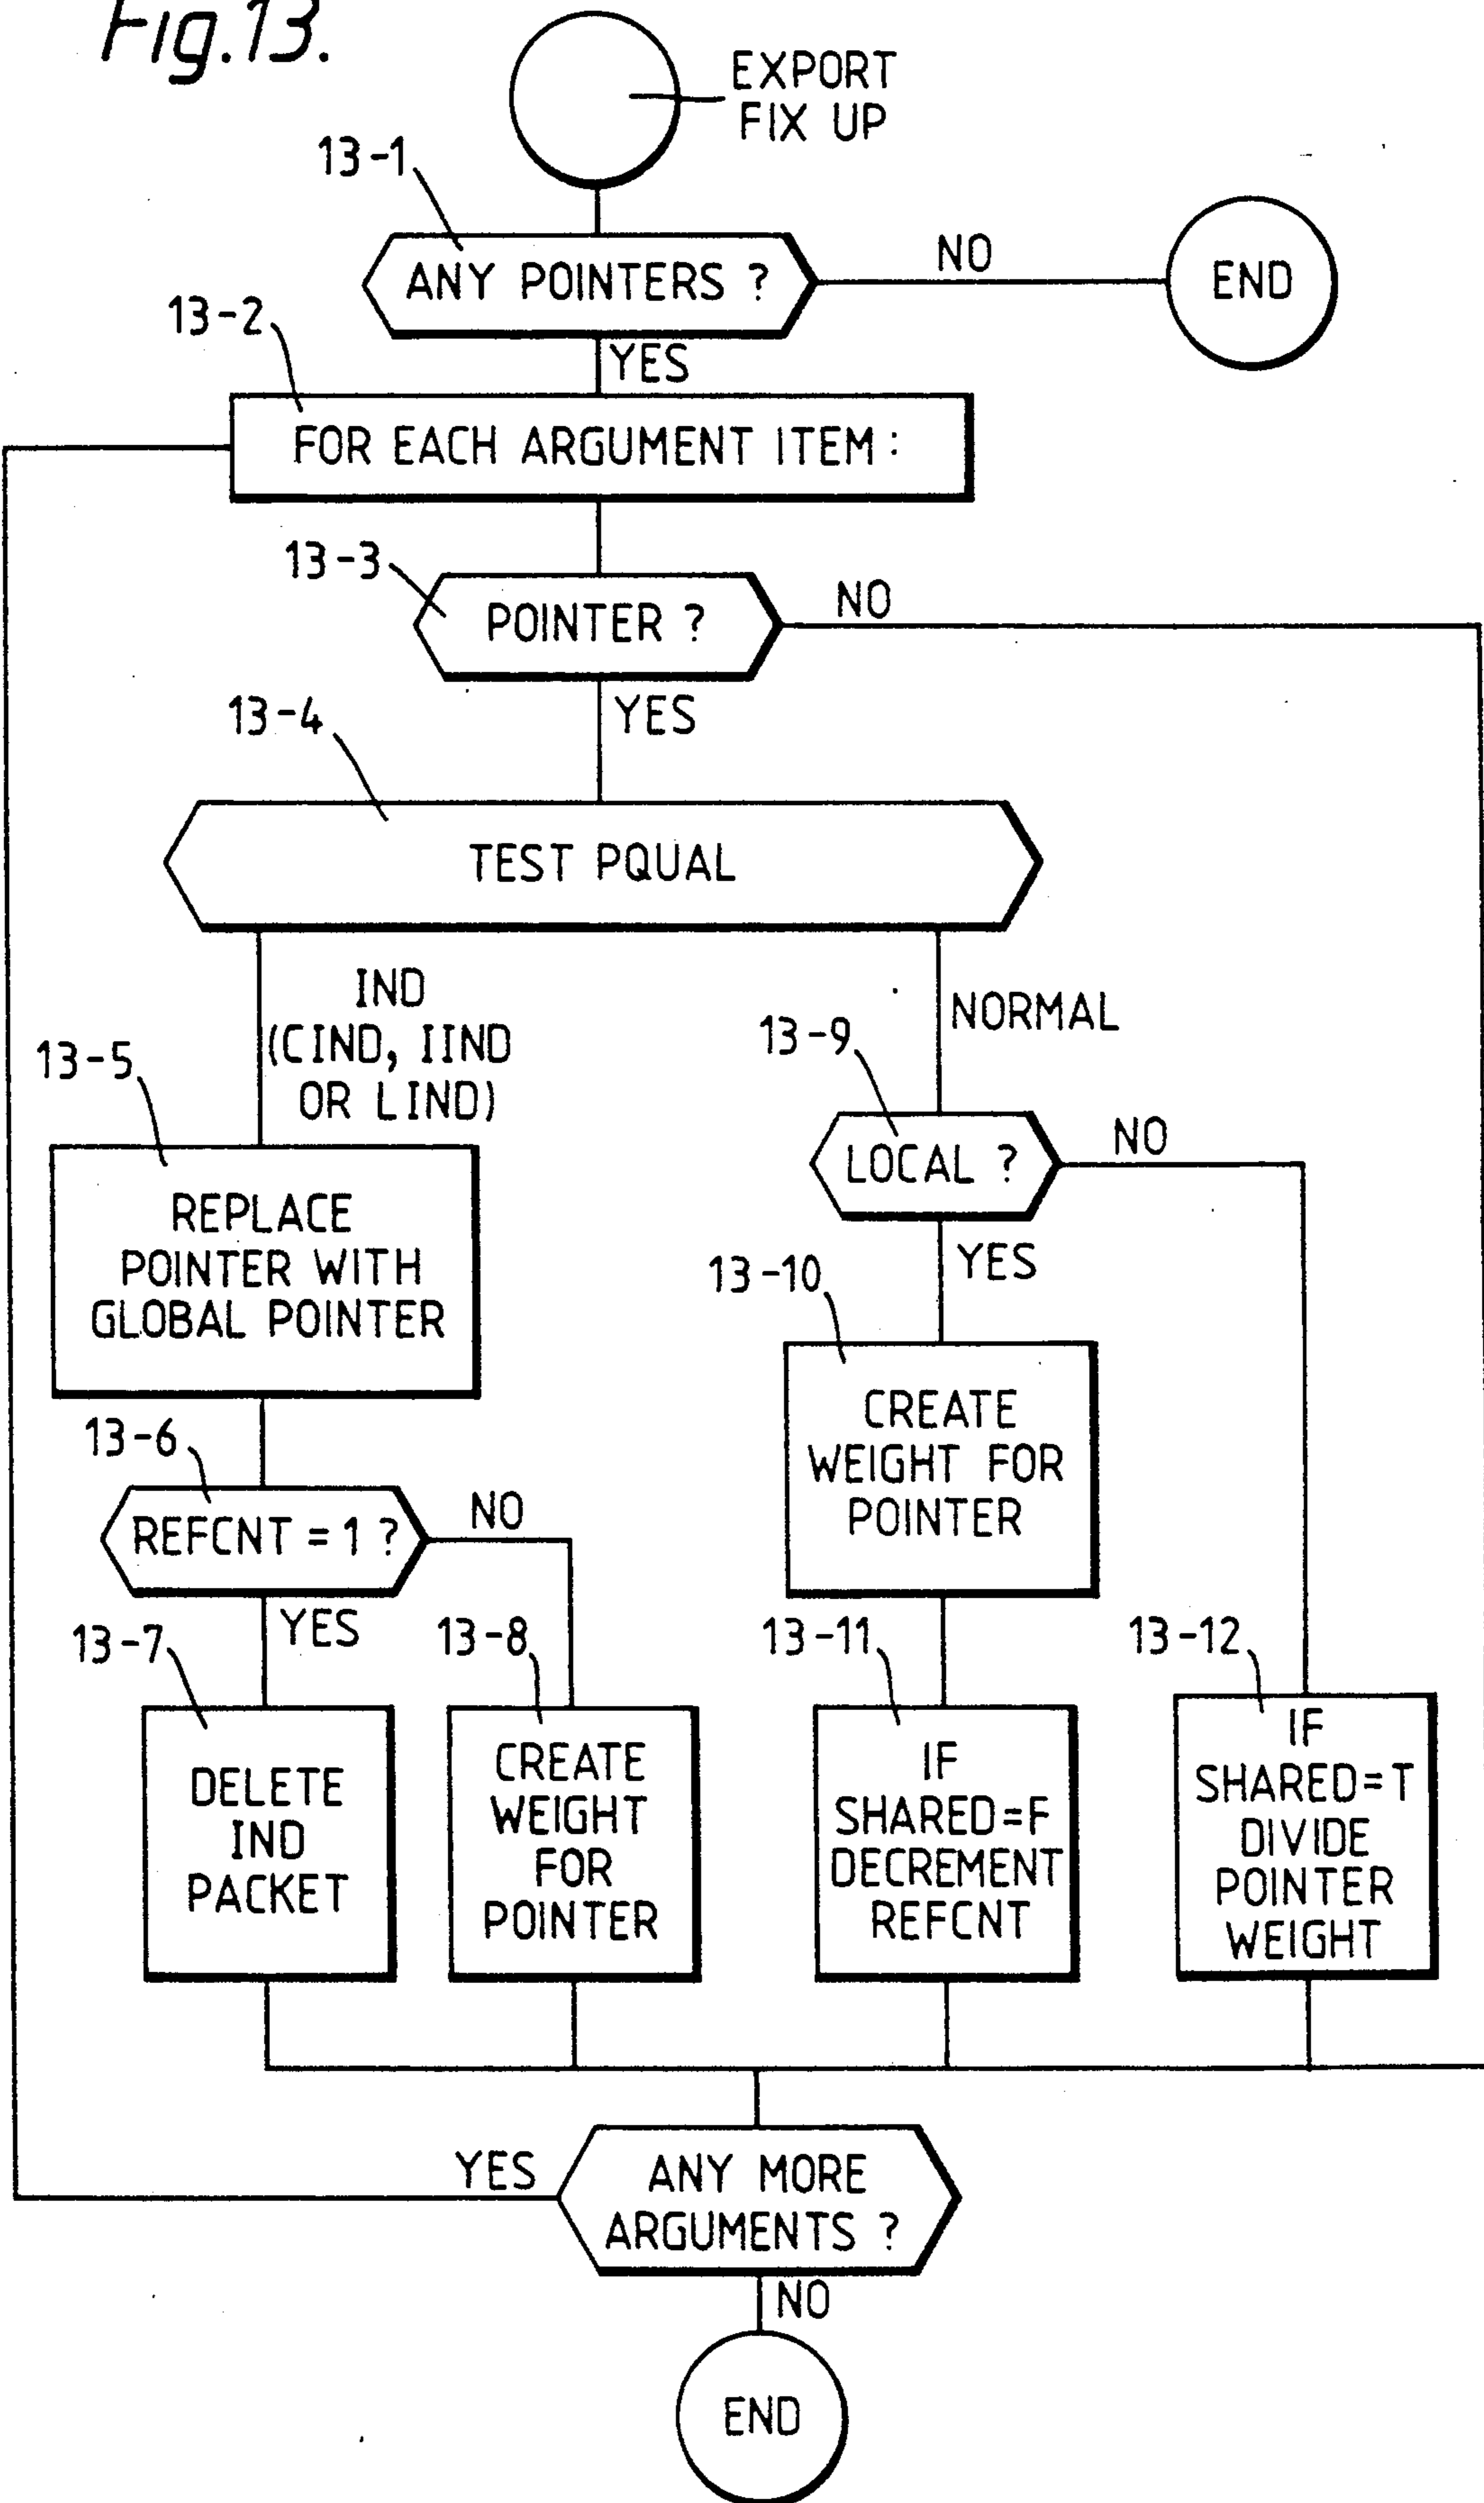 Fig.13.
EXPORT
FIX UP
13-1
ANY POINTERS ?
NO
END
13-2
YES
FOR EACH ARGUMENT ITEM :
13-3
POINTER ?
NO
13-4
YES
TEST PQUAL
IND
(CIND, IIND
OR LIND)
NORMAL
13-5
13-9
REPLACE
POINTER WITH
GLOBAL POINTER
LOCAL ?
NO
13-10
YES
CREATE
WEIGHT FOR
POINTER
13-6
REFCNT = 1 ?
NO
13-7
YES
13-8
13-11
13-12
DELETE
IND
PACKET
CREATE
WEIGHT
FOR
POINTER
IF
SHARED=F
DECREMENT
REFCNT
IF
SHARED=T
DIVIDE
POINTER
WEIGHT
YES
ANY MORE
ARGUMENTS ?
NO
END